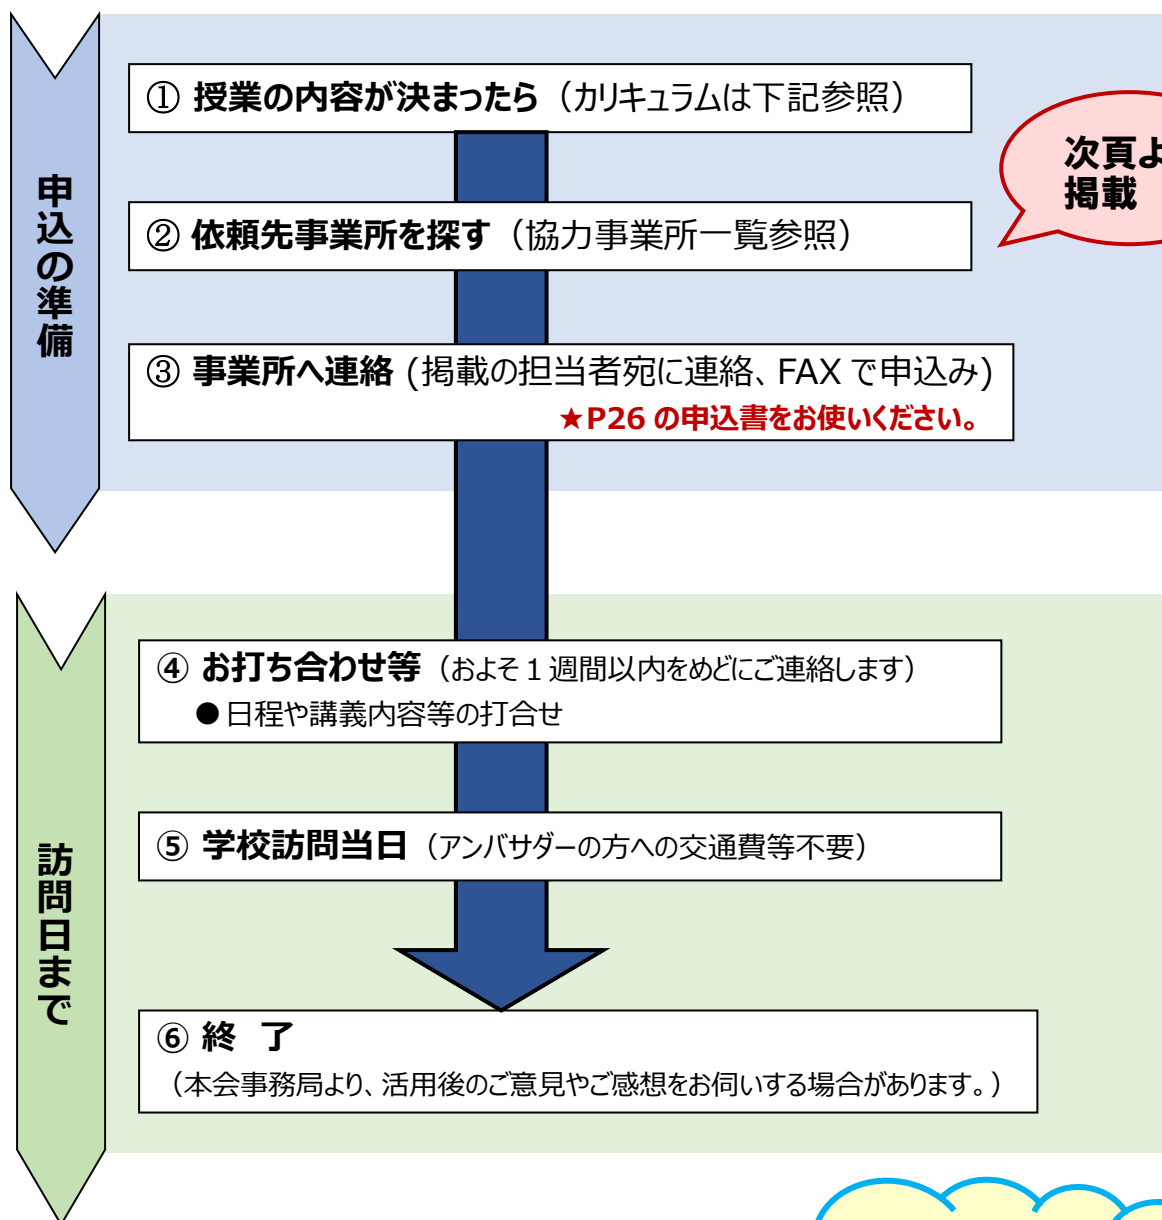 申込の準備
① 授業の内容が決まったら（カリキュラムは下記参照）
次頁よ
掲載
② 依頼先事業所を探す（協力事業所一覧参照）
③ 事業所へ連絡 (掲載の担当者宛に連絡、FAX で申込み)
★P26 の申込書をお使いください。
訪問日まで
④ お打ち合わせ等（およそ 1 週間以内をめどにご連絡します）
● 日程や講義内容等の打合せ
⑤ 学校訪問当日（アンバサダーの方への交通費等不要）
⑥ 終　了
（本会事務局より、活用後のご意見やご感想をお伺いする場合があります。）